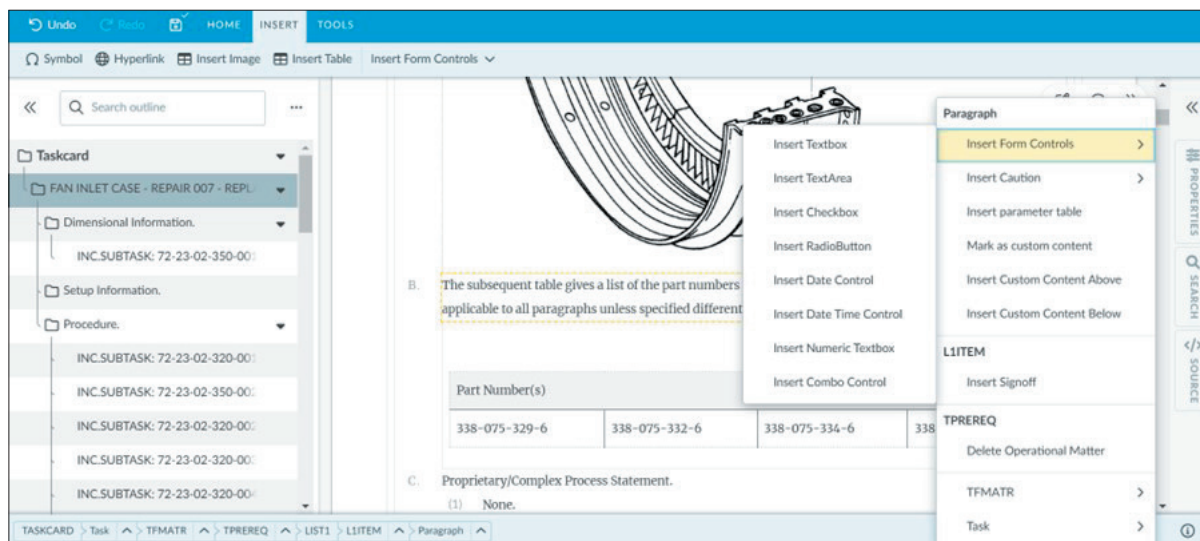 Undo Redo HOME INSERT TOOLS
Symbol Hyperlink Insert Image Insert Table Insert Form Controls
Search outline
Taskcard
FAN INLET CASE - REPAIR 007 - REPL
Dimensional Information.
INC.SUBTASK: 72-23-02-350-001
Setup Information.
Procedure.
INC.SUBTASK: 72-23-02-320-001
INC.SUBTASK: 72-23-02-350-002
INC.SUBTASK: 72-23-02-320-002
INC.SUBTASK: 72-23-02-320-003
INC.SUBTASK: 72-23-02-320-004
B. The subsequent table gives a list of the part numbers
applicable to all paragraphs unless specified different
Part Number(s)
338-075-329-6 338-075-332-6 338-075-334-6 338
C. Proprietary/Complex Process Statement.
(1) None.
Insert Textbox
Insert TextArea
Insert Checkbox
Insert RadioButton
Insert Date Control
Insert Date Time Control
Insert Numeric Textbox
Insert Combo Control
Paragraph
Insert Form Controls
Insert Caution
Insert parameter table
Mark as custom content
Insert Custom Content Above
Insert Custom Content Below
L1ITEM
Insert Signoff
TPREREQ
Delete Operational Matter
TFMATR
Task
PROPERTIES
SEARCH
SOURCE
TASKCARD Task TFMATR TPREREQ LIST1 L1ITEM Paragraph